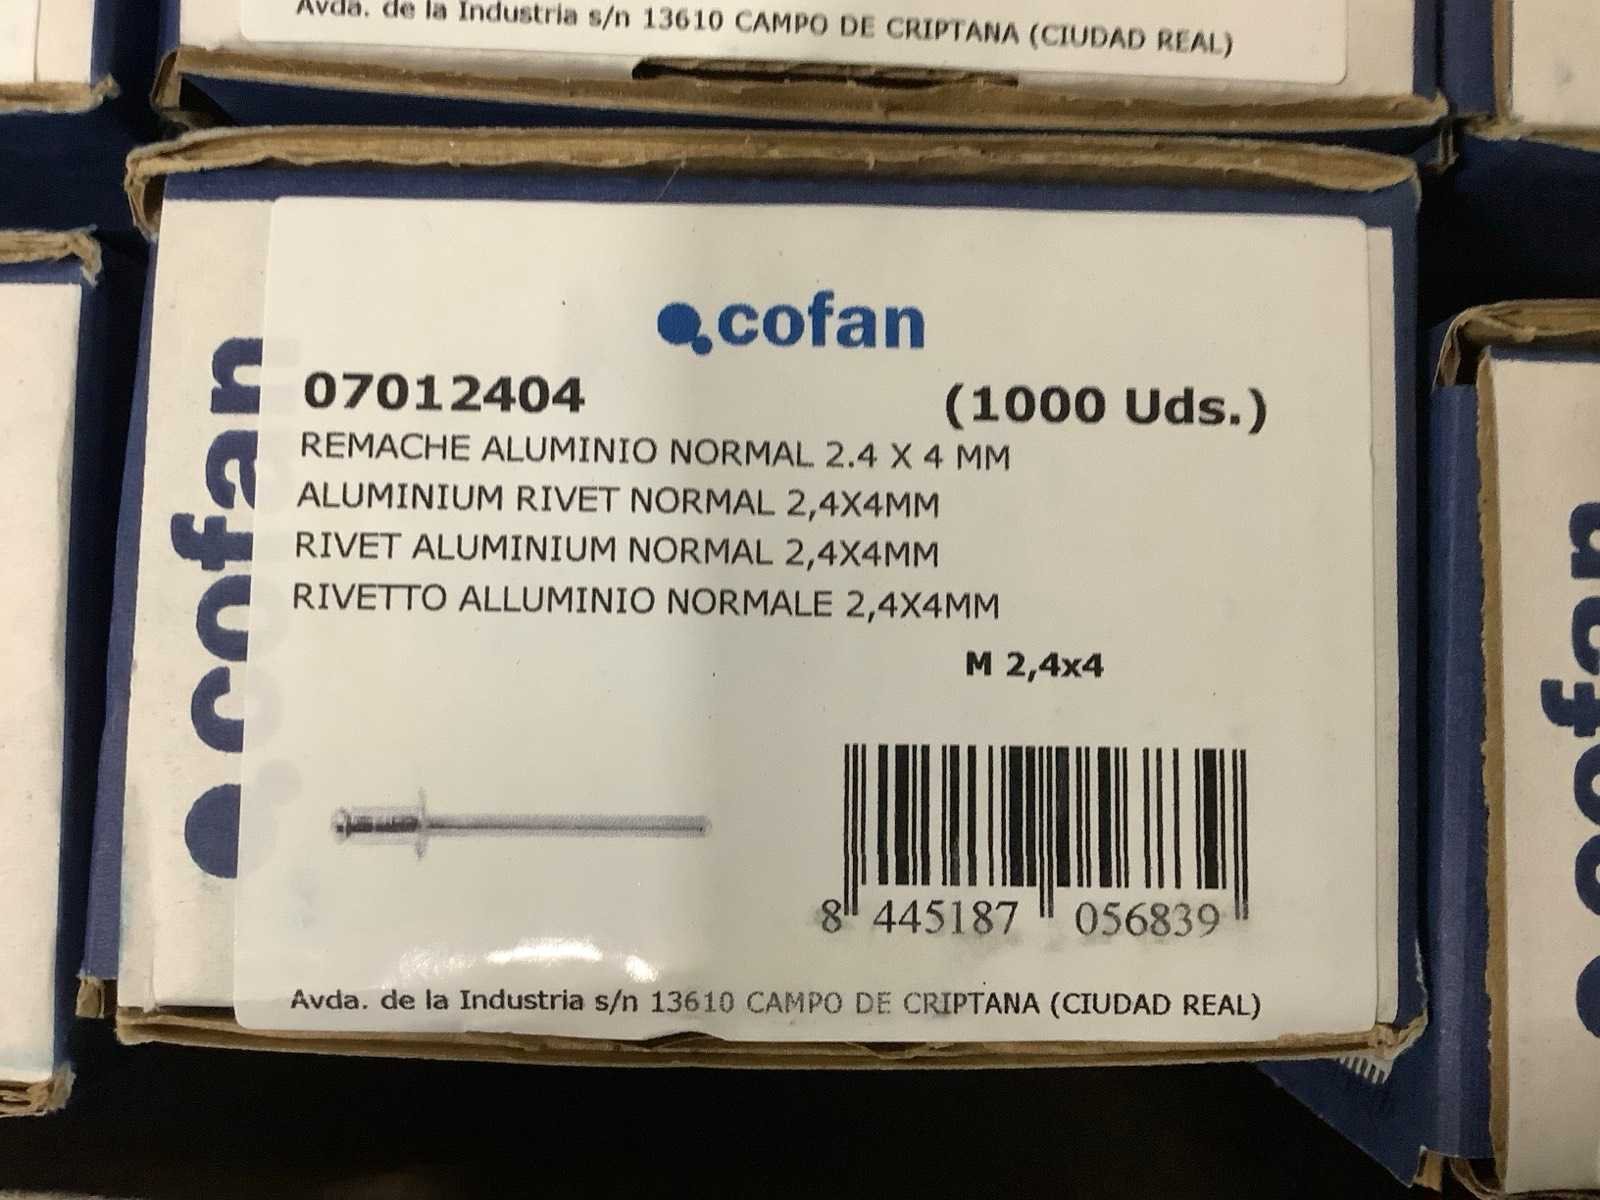 Avda. de la Industria s/n 13610 CAMPO DE CRIPTANA (CIUDAD REAL)
cofan
cofan
07012404 (1000 Uds.)
REMACHE ALUMINIO NORMAL 2.4 X 4 MM
ALUMINIUM RIVET NORMAL 2,4X4MM
RIVET ALUMINIUM NORMAL 2,4X4MM
RIVETTO ALLUMINIO NORMALE 2,4X4MM
M 2,4x4
8 445187 056839
Avda. de la Industria s/n 13610 CAMPO DE CRIPTANA (CIUDAD REAL)
cofan